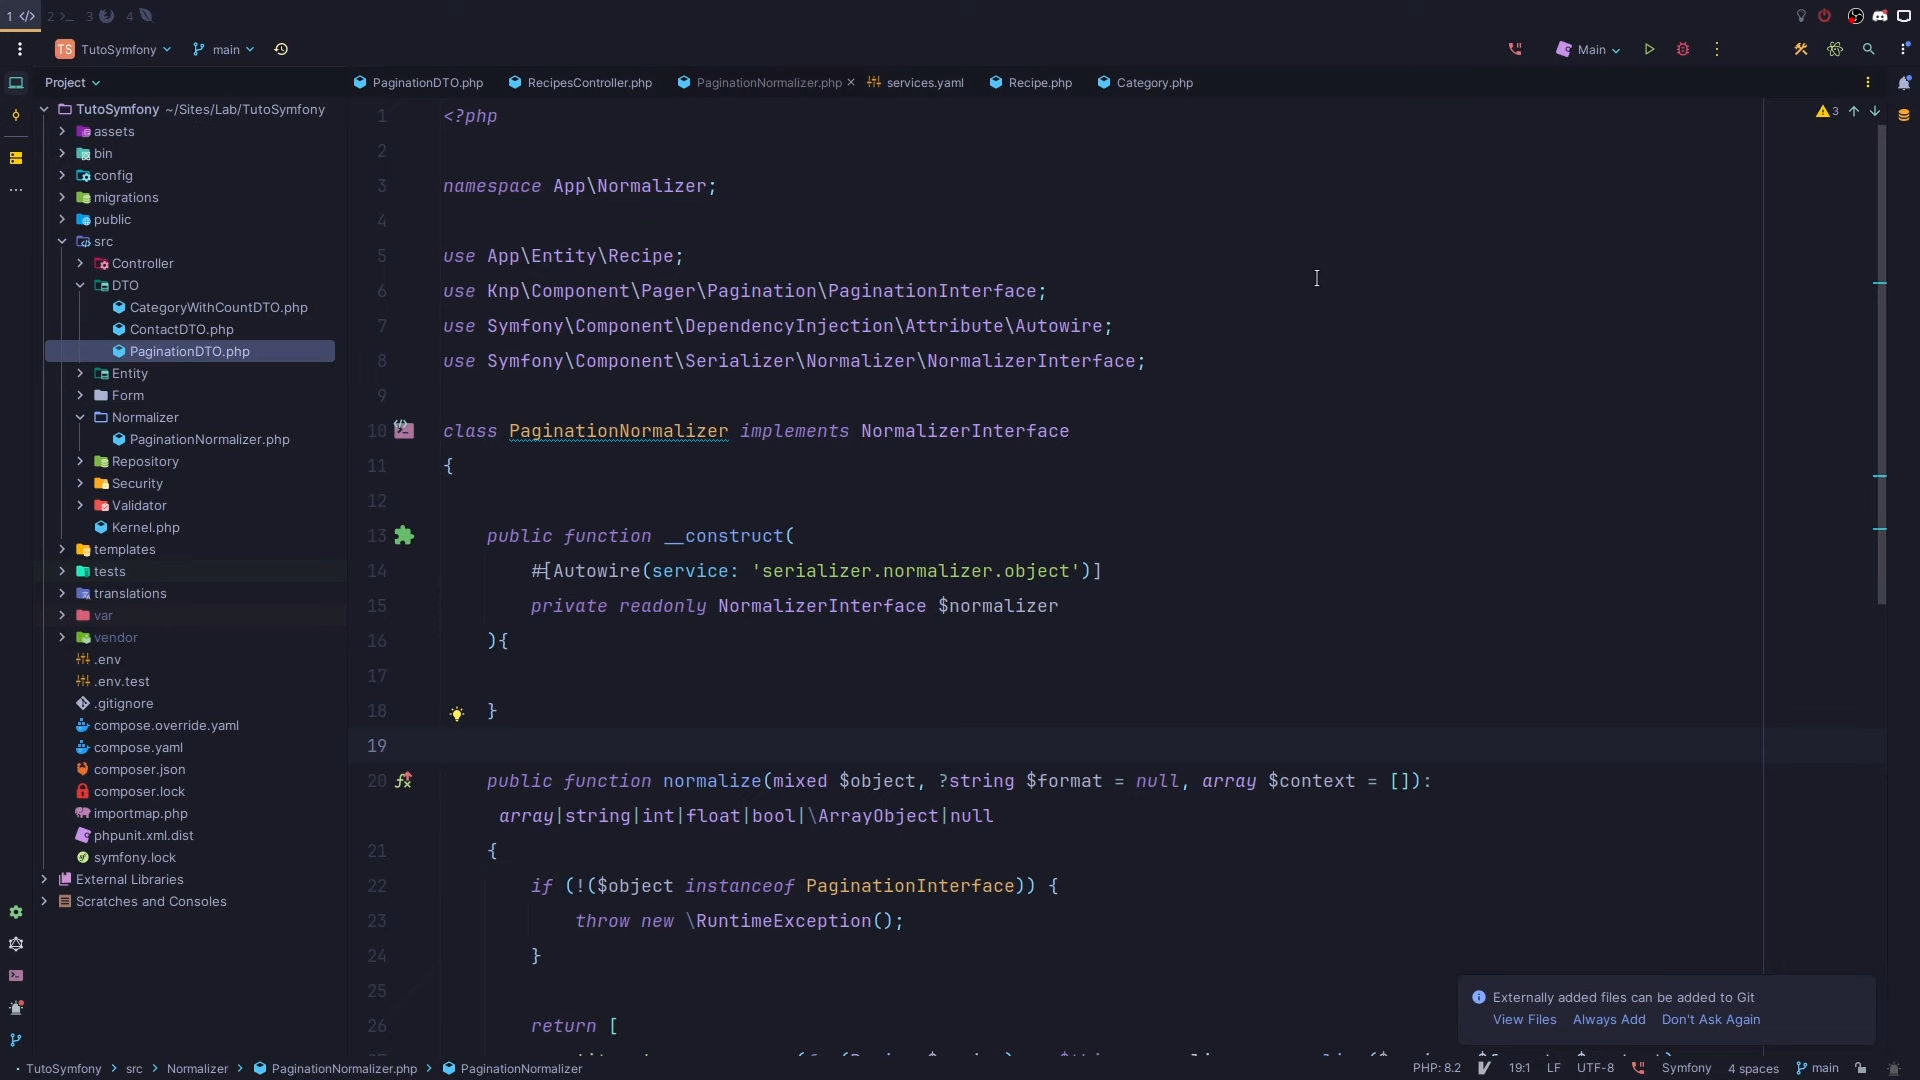 1 </> 2 3 4
TS TutoSymfony main Main
Project
PaginationDTO.php RecipesController.php PaginationNormalizer.php services.yaml Recipe.php Category.php
TutoSymfony ~/Sites/Lab/TutoSymfony
assets
bin
config
migrations
public
src
Controller
DTO
CategoryWithCountDTO.php
ContactDTO.php
PaginationDTO.php
Entity
Form
Normalizer
PaginationNormalizer.php
Repository
Security
Validator
Kernel.php
templates
tests
translations
var
vendor
.env
.env.test
.gitignore
compose.override.yaml
compose.yaml
composer.json
composer.lock
importmap.php
phpunit.xml.dist
symfony.lock
External Libraries
Scratches and Consoles
3
1 <?php
2
3 namespace App\Normalizer;
4
5 use App\Entity\Recipe;
6 use Knp\Component\Pager\Pagination\PaginationInterface;
7 use Symfony\Component\DependencyInjection\Attribute\Autowire;
8 use Symfony\Component\Serializer\Normalizer\NormalizerInterface;
9
10 class PaginationNormalizer implements NormalizerInterface
11 {
12
13 public function __construct(
14 #[Autowire(service: 'serializer.normalizer.object')]
15 private readonly NormalizerInterface $normalizer
16 ){
17
18 }
19
20 public function normalize(mixed $object, ?string $format = null, array $context = []):
array|string|int|float|bool|\ArrayObject|null
21 {
22 if (!($object instanceof PaginationInterface)) {
23 throw new \RuntimeException();
24 }
25
26 return [
Externally added files can be added to Git
View Files Always Add Don't Ask Again
TutoSymfony > src > Normalizer > PaginationNormalizer.php > PaginationNormalizer
PHP: 8.2 19:1 LF UTF-8 Symfony 4 spaces main